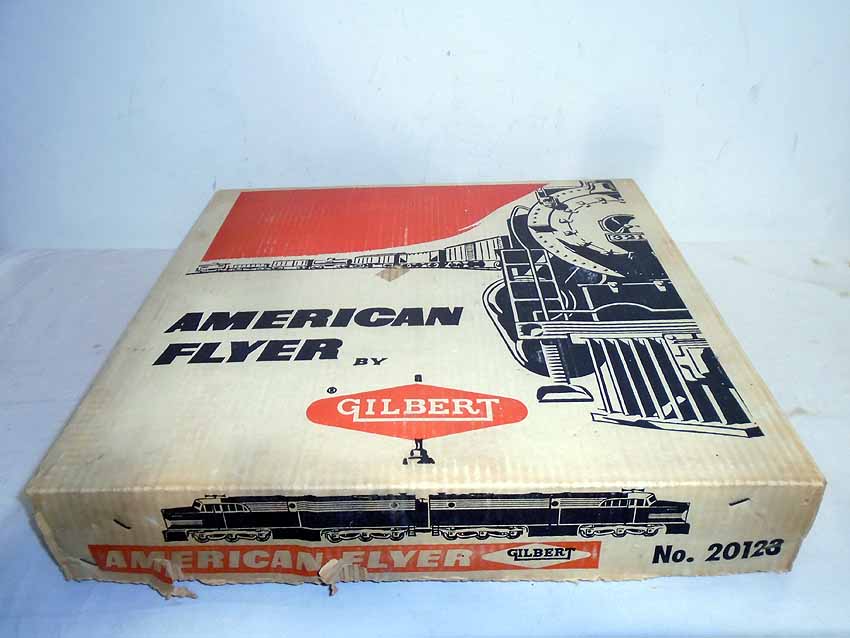 AMERICAN
FLYER BY
® GILBERT
AMERICAN FLYER GILBERT No. 20123